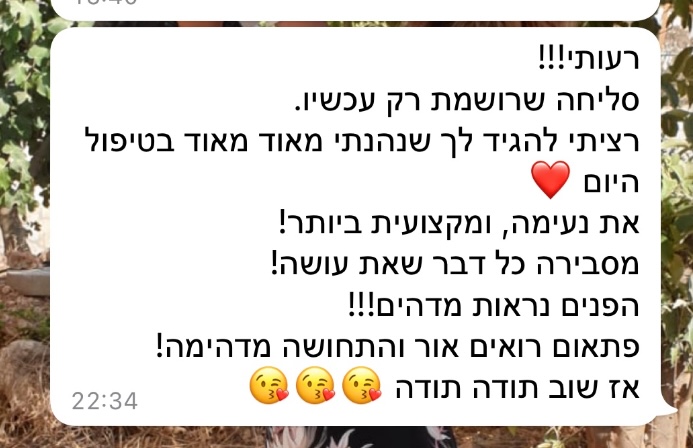 רעותי!!!
סליחה שרושמת רק עכשיו.
רציתי להגיד לך שנהנתי מאוד מאוד בטיפול
היום ❤️
את נעימה, ומקצועית ביותר!
מסבירה כל דבר שאת עושה!
הפנים נראות מדהים!!!
פתאום רואים אור והתחושה מדהימה!
אז שוב תודה תודה 😘😘😘
22:34